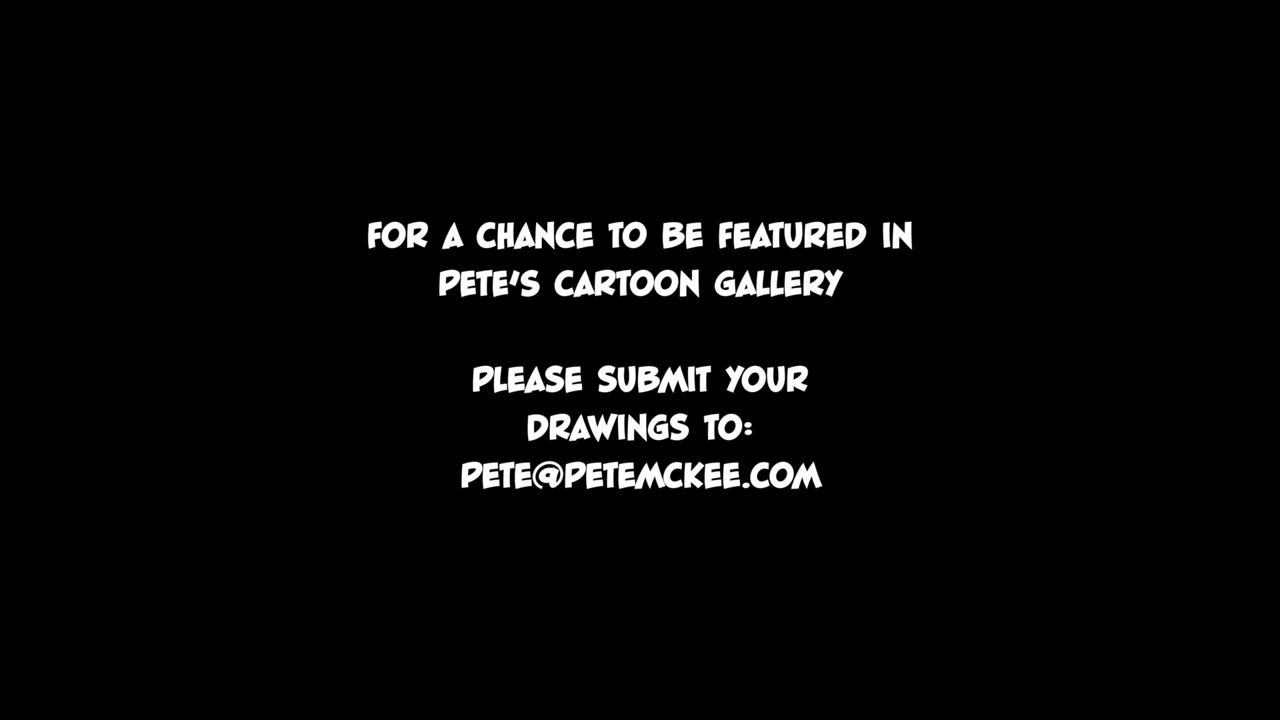 FOR A CHANCE TO BE FEATURED IN
PETE'S CARTOON GALLERY
PLEASE SUBMIT YOUR
DRAWINGS TO:
PETE@PETEMCKEE.COM